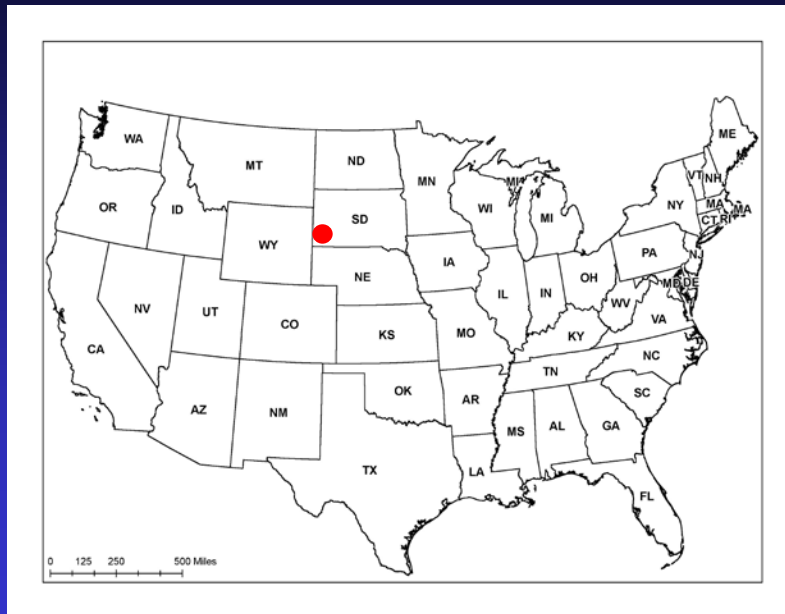 WA
MT
ND
MN
ME
VT
NH
OR
ID
SD
WI
MI
MI
NY
MA
MA
CT
RI
WY
IA
PA
NJ
NE
IL
IN
OH
MD
DE
NV
UT
CO
KS
MO
WV
VA
KY
CA
NC
TN
AZ
NM
OK
AR
SC
MS
AL
GA
TX
LA
FL
0 125 250 500 Miles